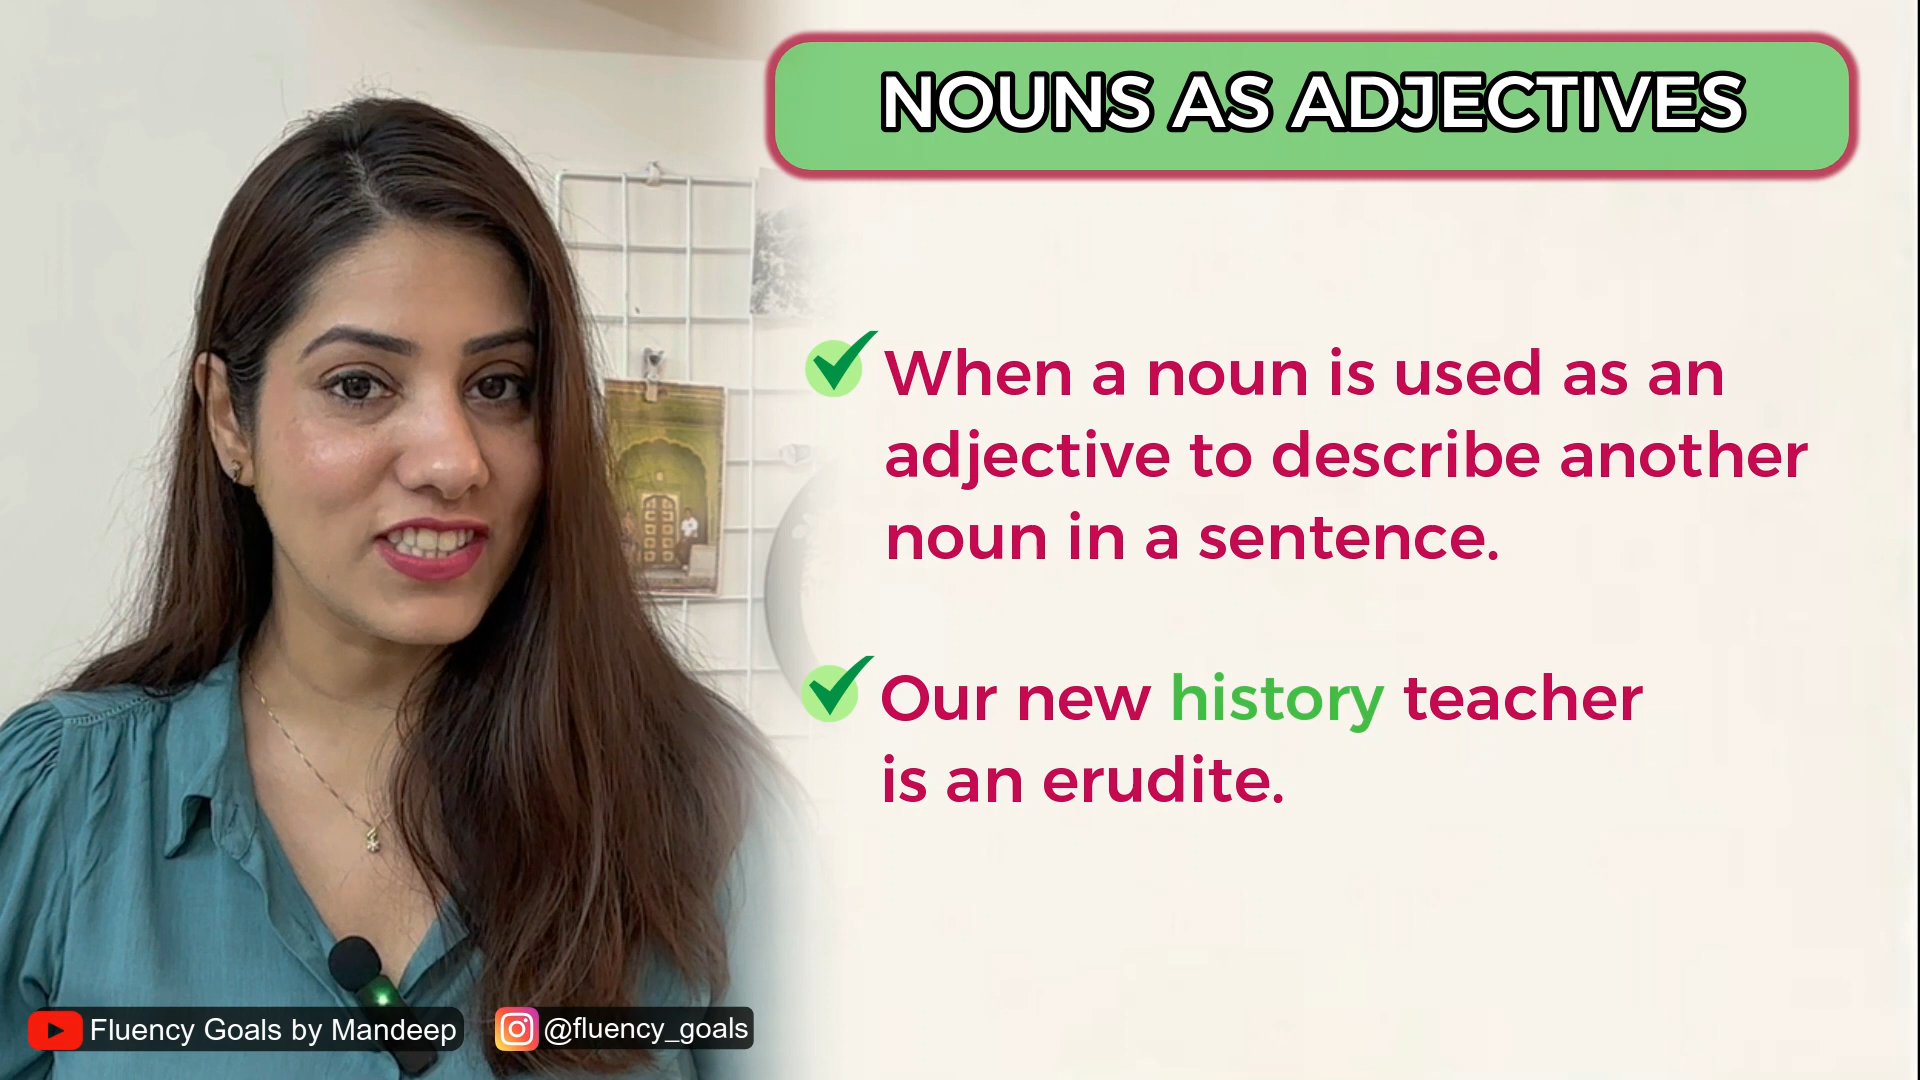 NOUNS AS ADJECTIVES
When a noun is used as an
adjective to describe another
noun in a sentence.
Our new history teacher
is an erudite.
Fluency Goals by Mandeep
@fluency_goals